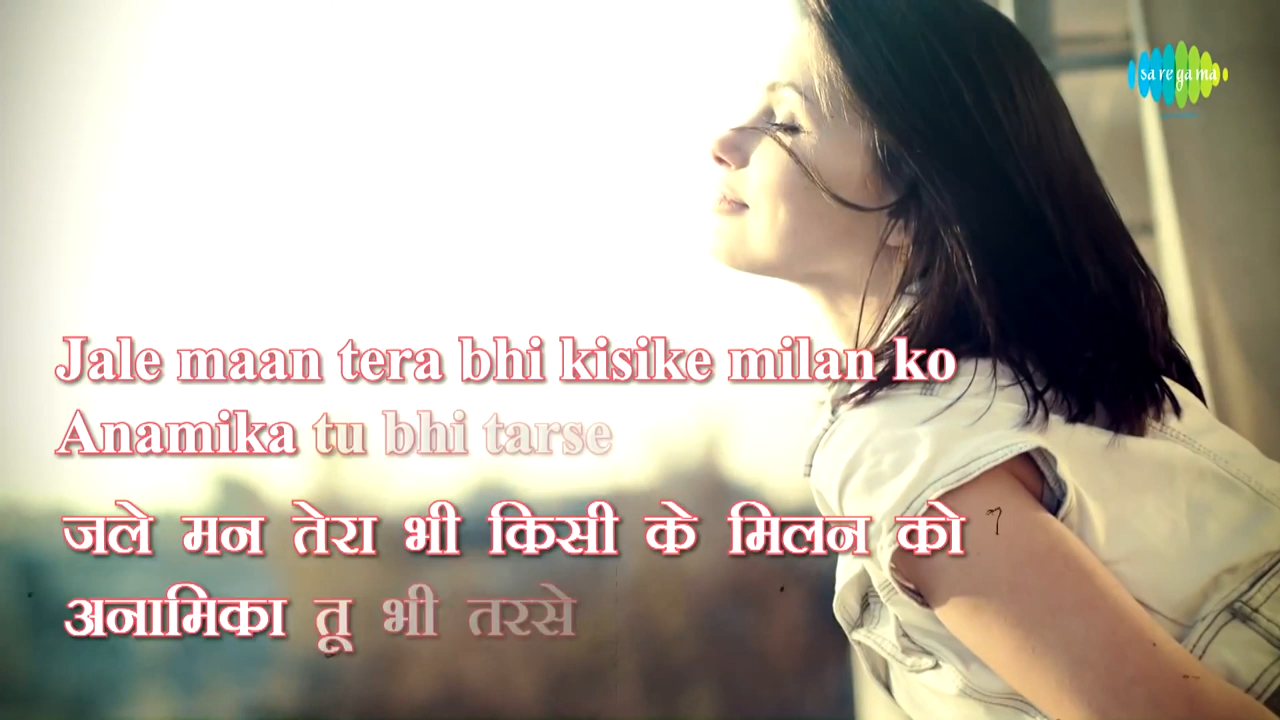 sa re ga ma
Jale maan tera bhi kisike milan ko
Anamika tu bhi tarse
जले मन तेरा भी किसी के मिलन को
अनामिका तू भी तरसे